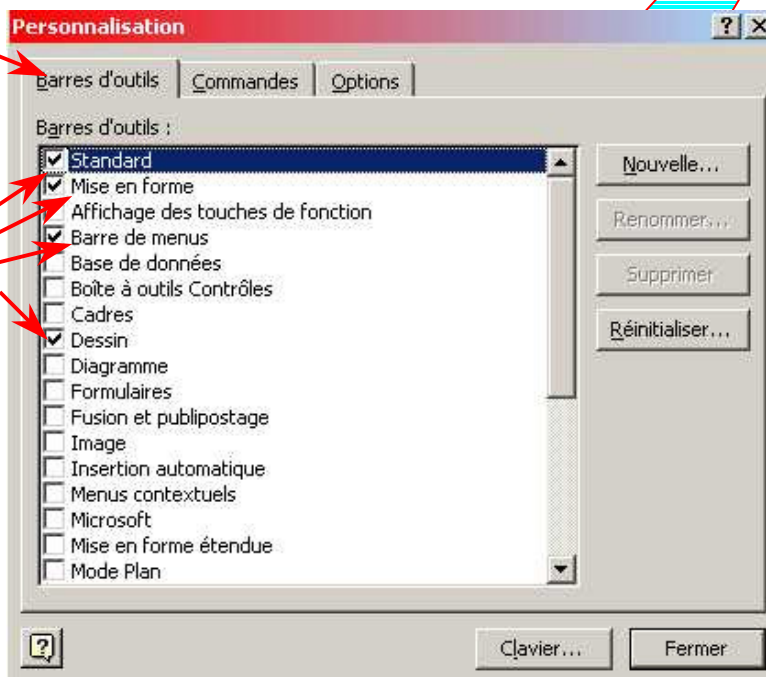 Personnalisation
Barres d'outils
Commandes
Options
Barres d'outils :
Standard
Mise en forme
Affichage des touches de fonction
Barre de menus
Base de données
Boîte à outils Contrôles
Cadres
Dessin
Diagramme
Formulaires
Fusion et publipostage
Image
Insertion automatique
Menus contextuels
Microsoft
Mise en forme étendue
Mode Plan
Nouvelle...
Renommer...
Supprimer
Réinitialiser...
Clavier...
Fermer